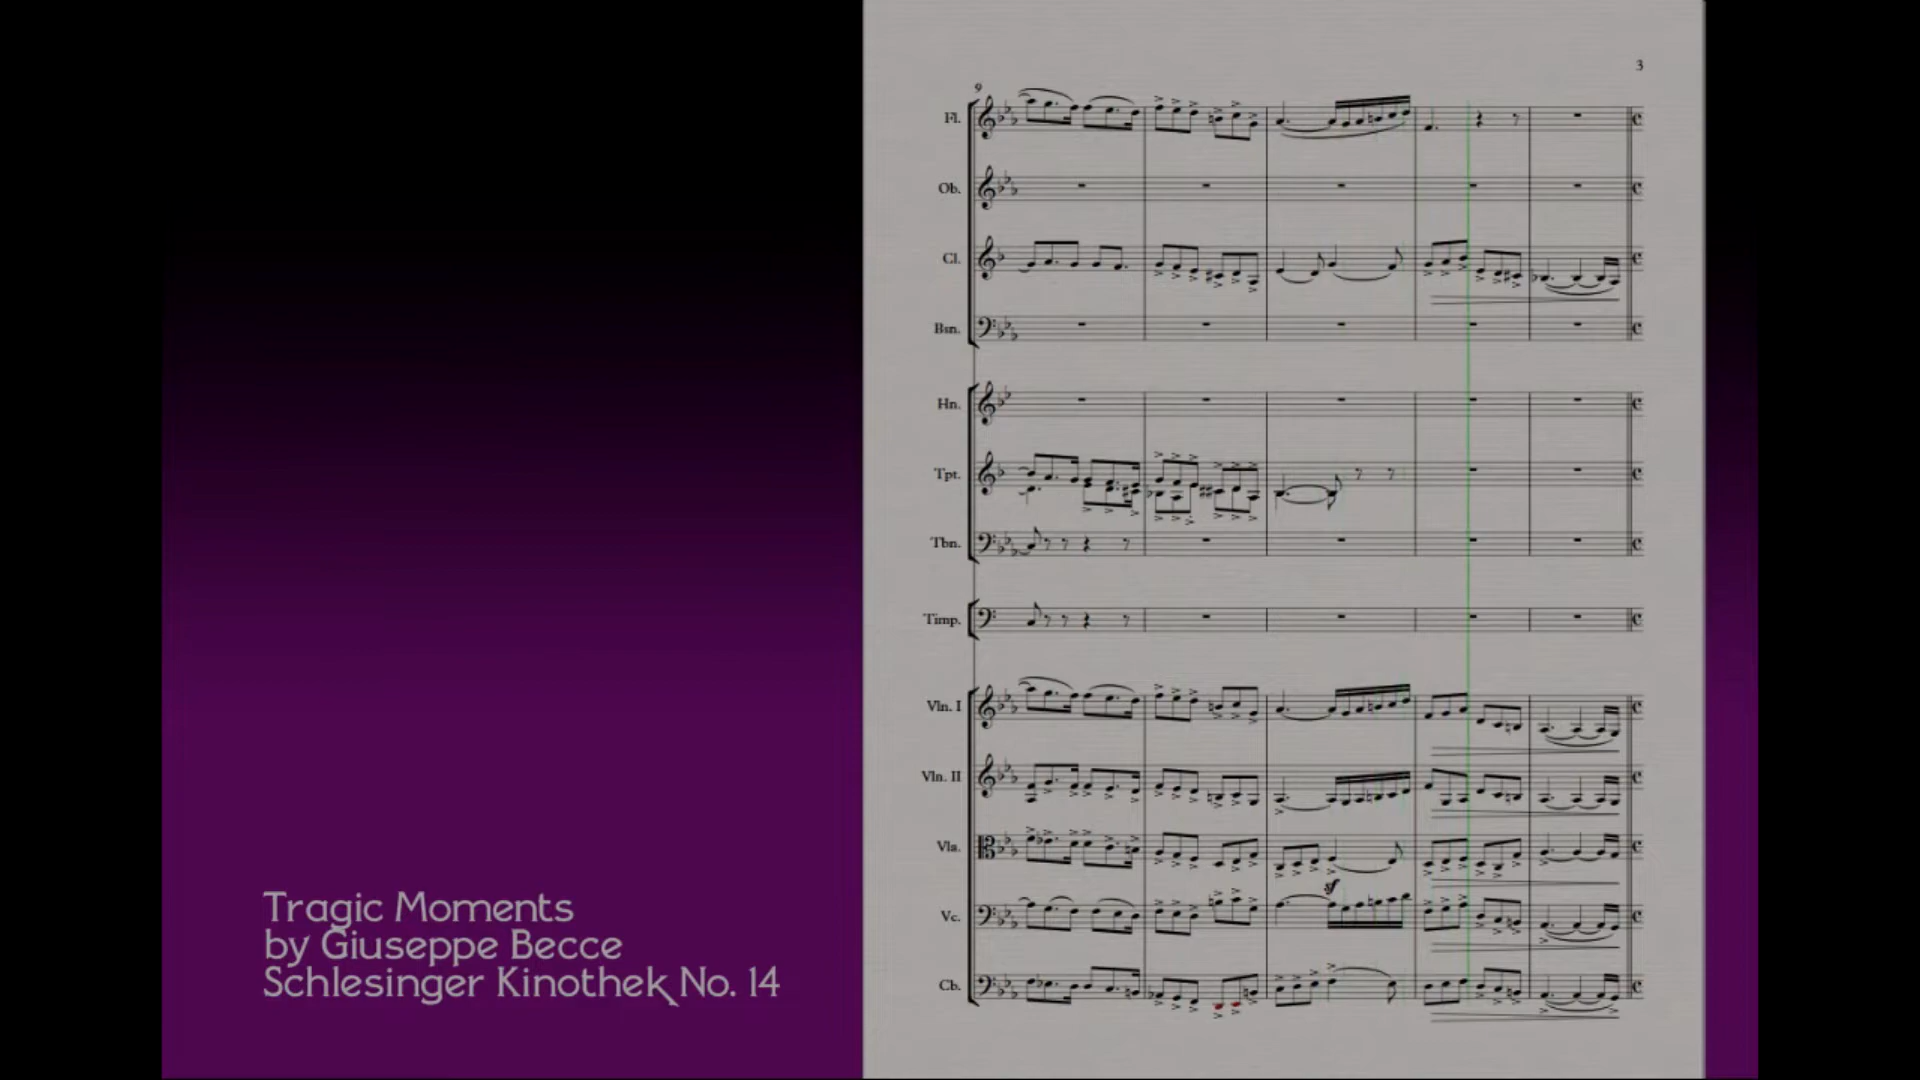 3
9
Fl.
Ob.
Cl.
Bsn.
Hn.
Tpt.
Tbn.
Timp.
Vln. I
Vln. II
Vla.
sf
Vc.
Cb.
Tragic Moments
by Giuseppe Becce
Schlesinger Kinothek No. 14